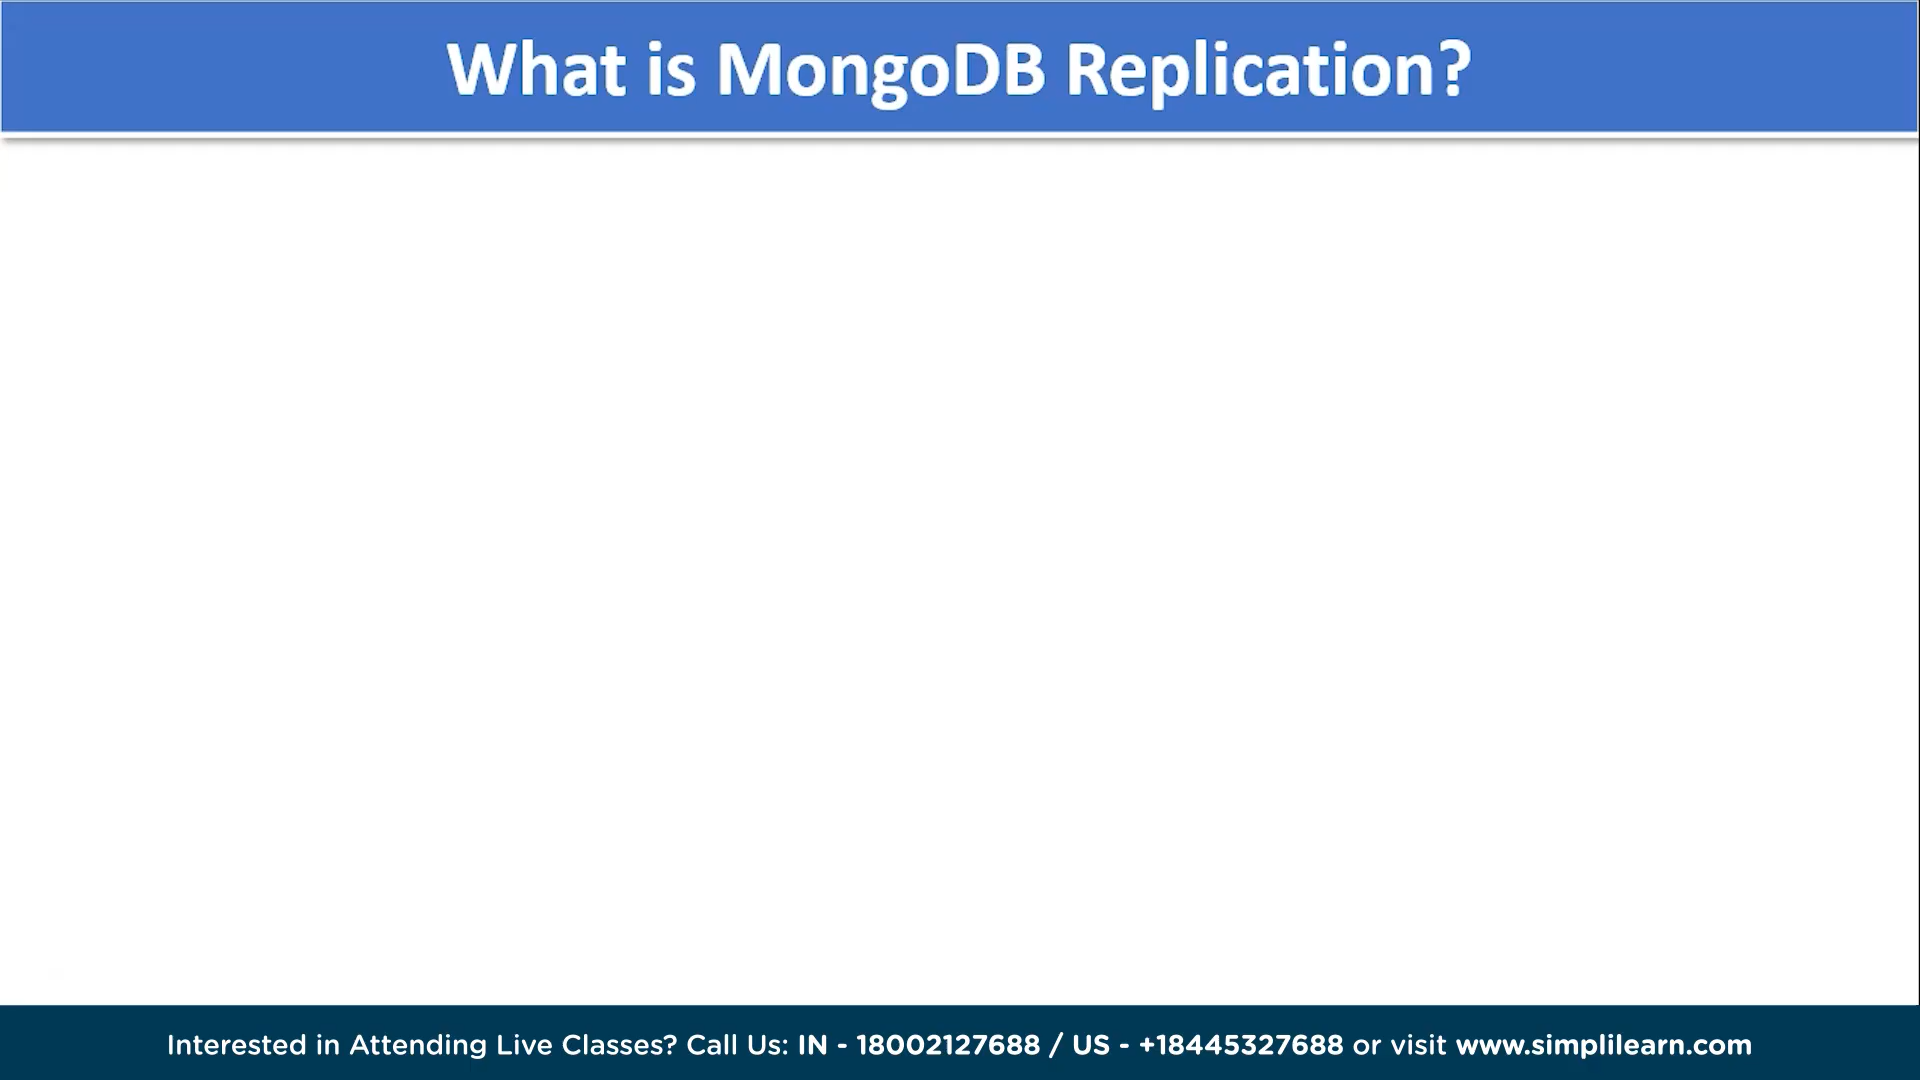 What is MongoDB Replication?
Interested in Attending Live Classes? Call Us: IN - 18002127688 / US - +18445327688 or visit www.simplilearn.com